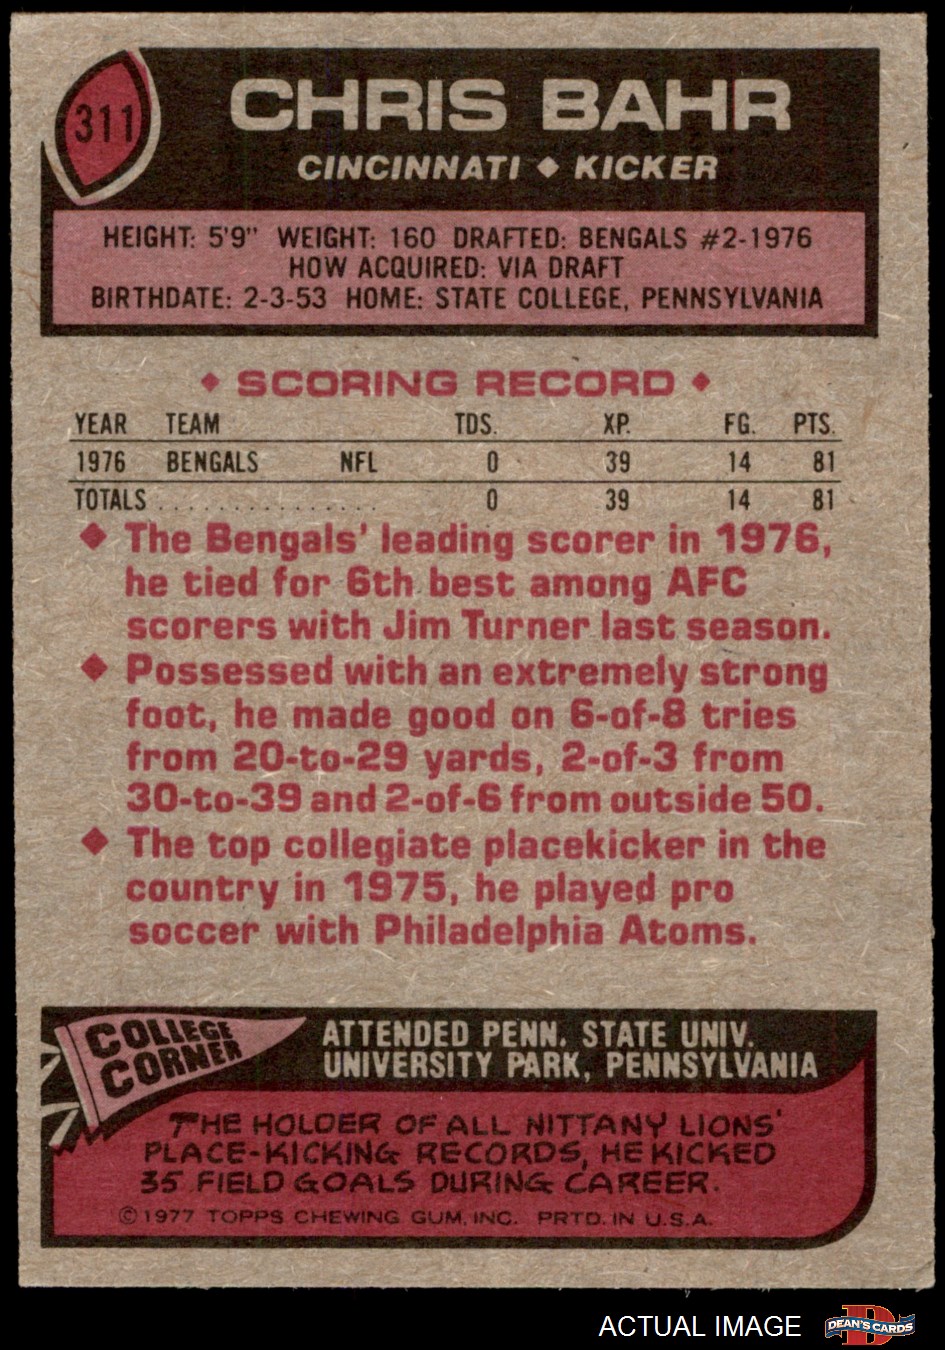 311
CHRIS BAHR
CINCINNATI ♦ KICKER
HEIGHT: 5'9" WEIGHT: 160 DRAFTED: BENGALS #2-1976
HOW ACQUIRED: VIA DRAFT
BIRTHDATE: 2-3-53 HOME: STATE COLLEGE, PENNSYLVANIA
♦ SCORING RECORD ♦
YEAR TEAM TDS. XP. FG. PTS.
1976 BENGALS NFL 0 39 14 81
TOTALS . . . . . . . . . . . . . . . 0 39 14 81
♦ The Bengals' leading scorer in 1976,
he tied for 6th best among AFC
scorers with Jim Turner last season.
♦ Possessed with an extremely strong
foot, he made good on 6-of-8 tries
from 20-to-29 yards, 2-of-3 from
30-to-39 and 2-of-6 from outside 50.
♦ The top collegiate placekicker in the
country in 1975, he played pro
soccer with Philadelphia Atoms.
COLLEGE
CORNER
ATTENDED PENN. STATE UNIV.
UNIVERSITY PARK, PENNSYLVANIA
THE HOLDER OF ALL NITTANY LIONS'
PLACE-KICKING RECORDS, HE KICKED
35 FIELD GOALS DURING CAREER.
© 1977 TOPPS CHEWING GUM, INC. PRTD. IN U.S.A.
ACTUAL IMAGE
D
DEAN'S CARDS